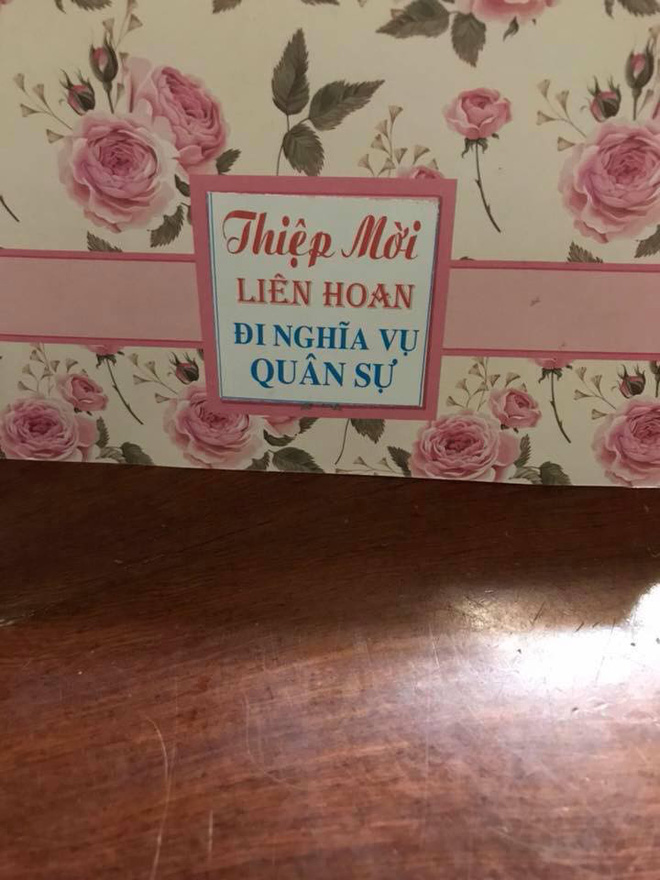 Thiệp Mời
LIÊN HOAN
ĐI NGHĨA VỤ
QUÂN SỰ